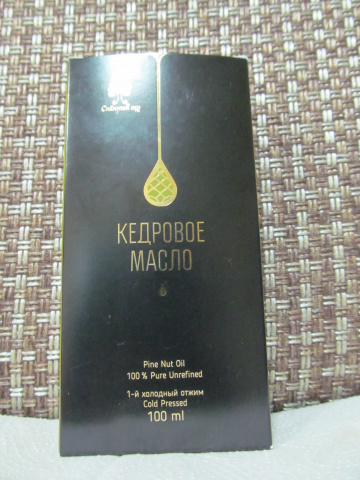 КЕДРОВОЕ
МАСЛО
Pine Nut Oil
100 % Pure Unrefined
1-й холодный отжим
Cold Pressed
100 ml